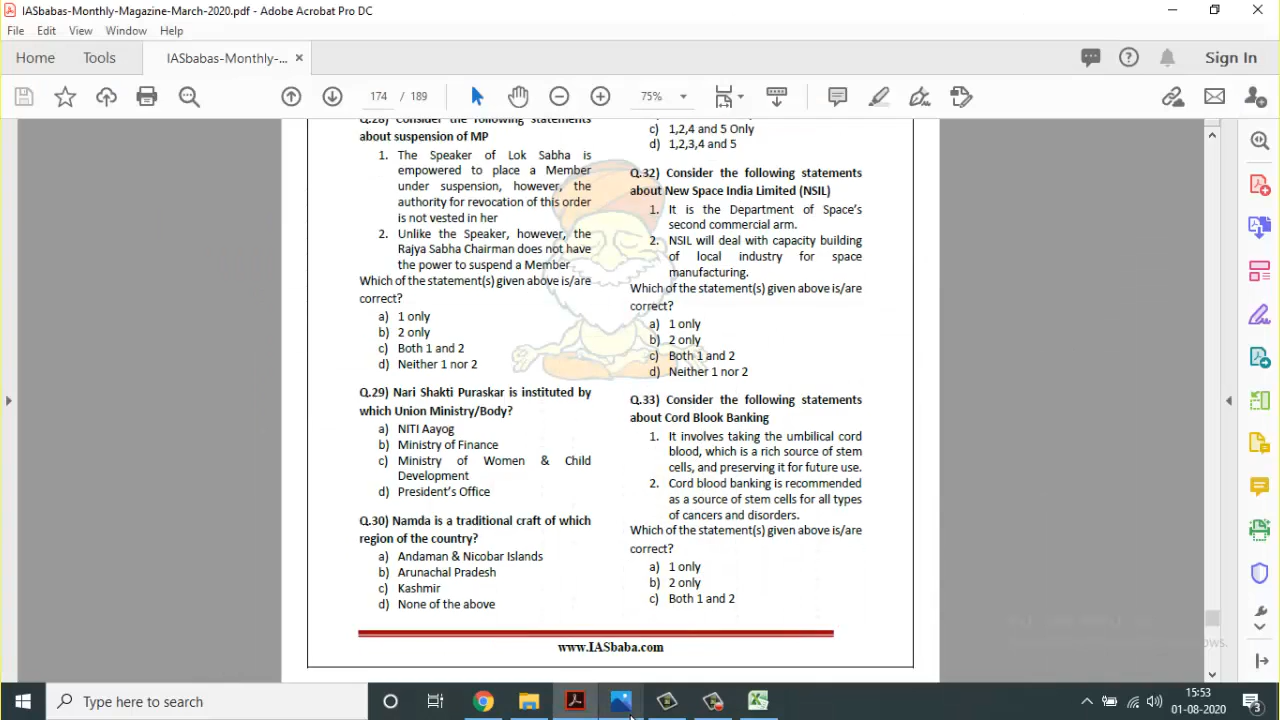 IASbabas-Monthly-Magazine-March-2020.pdf - Adobe Acrobat Pro DC
File Edit View Window Help
Home Tools IASbabas-Monthly-... × Sign In
174 / 189 75%
Q.28) Consider the following statements
about suspension of MP
1. The Speaker of Lok Sabha is
empowered to place a Member
under suspension, however, the
authority for revocation of this order
is not vested in her
2. Unlike the Speaker, however, the
Rajya Sabha Chairman does not have
the power to suspend a Member
Which of the statement(s) given above is/are
correct?
a) 1 only
b) 2 only
c) Both 1 and 2
d) Neither 1 nor 2
Q.29) Nari Shakti Puraskar is instituted by
which Union Ministry/Body?
a) NITI Aayog
b) Ministry of Finance
c) Ministry of Women & Child
Development
d) President's Office
Q.30) Namda is a traditional craft of which
region of the country?
a) Andaman & Nicobar Islands
b) Arunachal Pradesh
c) Kashmir
d) None of the above
c) 1,2,4 and 5 Only
d) 1,2,3,4 and 5
Q.32) Consider the following statements
about New Space India Limited (NSIL)
1. It is the Department of Space's
second commercial arm.
2. NSIL will deal with capacity building
of local industry for space
manufacturing.
Which of the statement(s) given above is/are
correct?
a) 1 only
b) 2 only
c) Both 1 and 2
d) Neither 1 nor 2
Q.33) Consider the following statements
about Cord Blook Banking
1. It involves taking the umbilical cord
blood, which is a rich source of stem
cells, and preserving it for future use.
2. Cord blood banking is recommended
as a source of stem cells for all types
of cancers and disorders.
Which of the statement(s) given above is/are
correct?
a) 1 only
b) 2 only
c) Both 1 and 2
www.IASbaba.com
Type here to search
15:53
01-08-2020
3